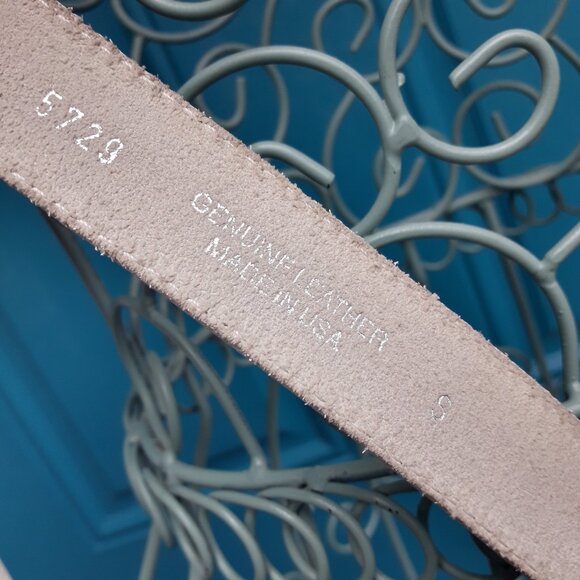 5729
GENUINE LEATHER
MADE IN USA
S